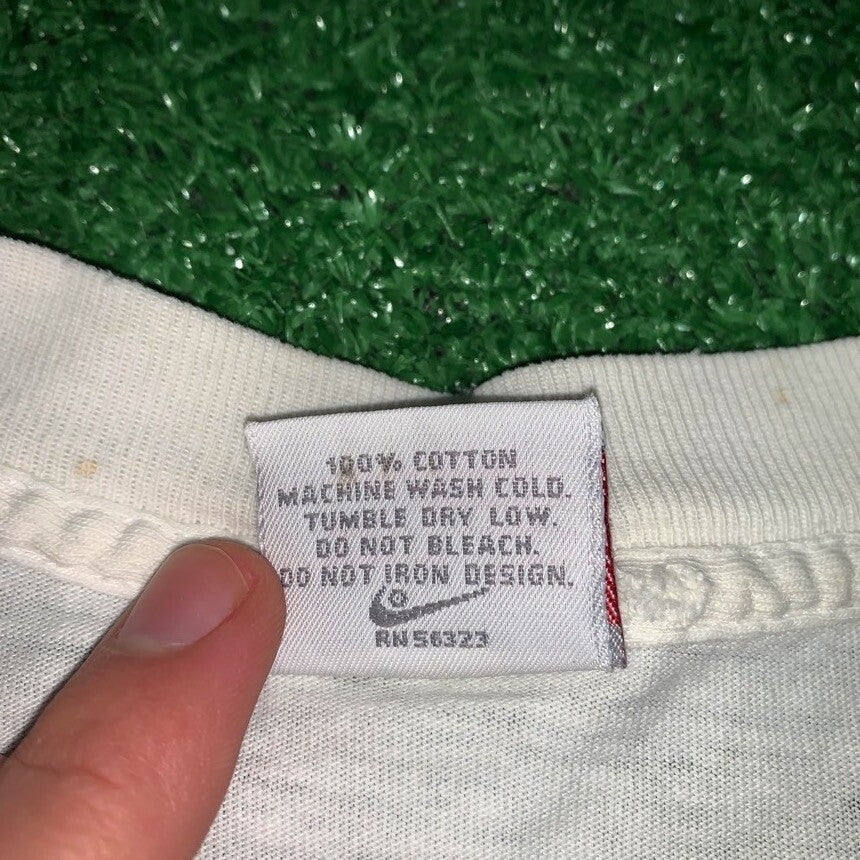 100% COTTON
MACHINE WASH COLD.
TUMBLE DRY LOW.
DO NOT BLEACH.
DO NOT IRON DESIGN.
RN 56323